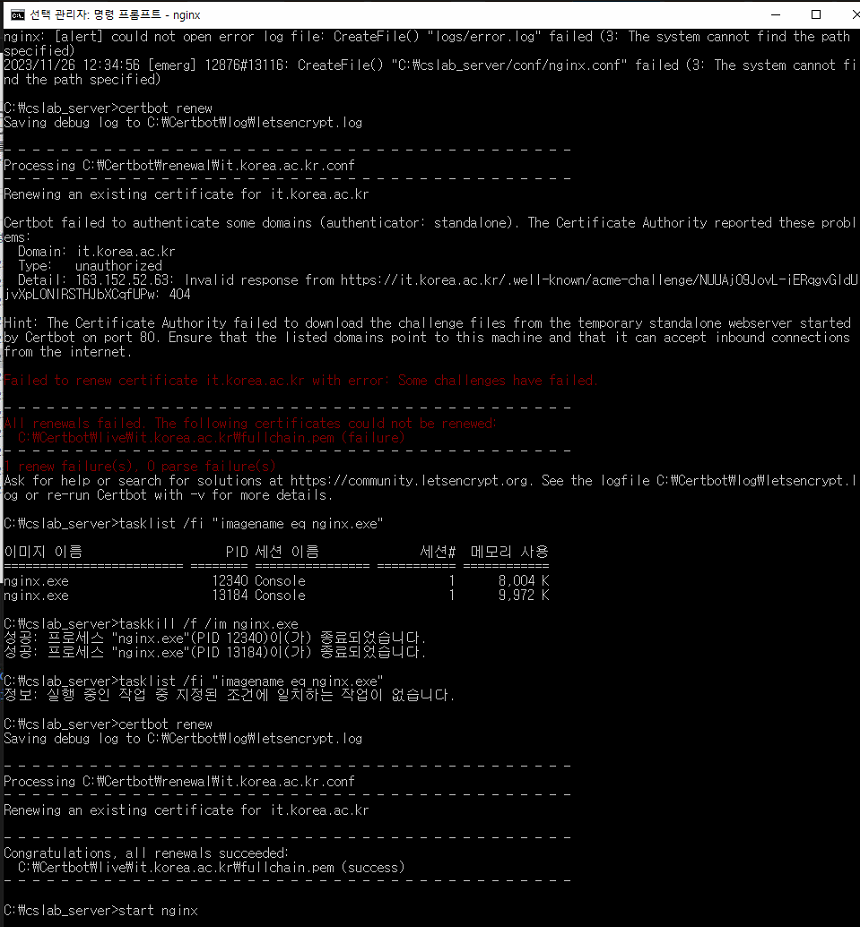 선택 관리자: 명령 프롬프트 - nginx
nginx: [alert] could not open error log file: CreateFile() "logs/error.log" failed (3: The system cannot find the path
specified)
2023/11/26 12:34:56 [emerg] 12876#13116: CreateFile() "C:\cslab_server/conf/nginx.conf" failed (3: The system cannot fi
nd the path specified)
C:\cslab_server>certbot renew
Saving debug log to C:\Certbot\log\letsencrypt.log
- - - - - - - - - - - - - - - - - - - - - - - - - - - - - - - - - - - - - - - -
Processing C:\Certbot\renewal\it.korea.ac.kr.conf
- - - - - - - - - - - - - - - - - - - - - - - - - - - - - - - - - - - - - - - -
Renewing an existing certificate for it.korea.ac.kr
Certbot failed to authenticate some domains (authenticator: standalone). The Certificate Authority reported these probl
ems:
Domain: it.korea.ac.kr
Type: unauthorized
Detail: 163.152.52.63: Invalid response from
404
Hint: The Certificate Authority failed to download the challenge files from the temporary standalone webserver started
by Certbot on port 80. Ensure that the listed domains point to this machine and that it can accept inbound connections
from the internet.
Failed to renew certificate it.korea.ac.kr with error: Some challenges have failed.
- - - - - - - - - - - - - - - - - - - - - - - - - - - - - - - - - - - - - - - -
All renewals failed. The following certificates could not be renewed:
C:\Certbot\live\it.korea.ac.kr\fullchain.pem (failure)
- - - - - - - - - - - - - - - - - - - - - - - - - - - - - - - - - - - - - - - -
1 renew failure(s), 0 parse failure(s)
Ask for help or search for solutions at https://community.letsencrypt.org. See the logfile C:\Certbot\log\letsencrypt.l
og or re-run Certbot with -v for more details.
C:\cslab_server>tasklist /fi "imagename eq nginx.exe"
이미지 이름 PID 세션 이름 세션# 메모리 사용
========================= ======== ================ =========== ============
nginx.exe 12340 Console 1 8,004 K
nginx.exe 13184 Console 1 9,972 K
C:\cslab_server>taskkill /f /im nginx.exe
성공: 프로세스 "nginx.exe"(PID 12340)이(가) 종료되었습니다.
성공: 프로세스 "nginx.exe"(PID 13184)이(가) 종료되었습니다.
C:\cslab_server>tasklist /fi "imagename eq nginx.exe"
정보: 실행 중인 작업 중 지정된 조건에 일치하는 작업이 없습니다.
C:\cslab_server>certbot renew
Saving debug log to C:\Certbot\log\letsencrypt.log
- - - - - - - - - - - - - - - - - - - - - - - - - - - - - - - - - - - - - - - -
Processing C:\Certbot\renewal\it.korea.ac.kr.conf
- - - - - - - - - - - - - - - - - - - - - - - - - - - - - - - - - - - - - - - -
Renewing an existing certificate for it.korea.ac.kr
- - - - - - - - - - - - - - - - - - - - - - - - - - - - - - - - - - - - - - - -
Congratulations, all renewals succeeded:
C:\Certbot\live\it.korea.ac.kr\fullchain.pem (success)
- - - - - - - - - - - - - - - - - - - - - - - - - - - - - - - - - - - - - - - -
C:\cslab_server>start nginx